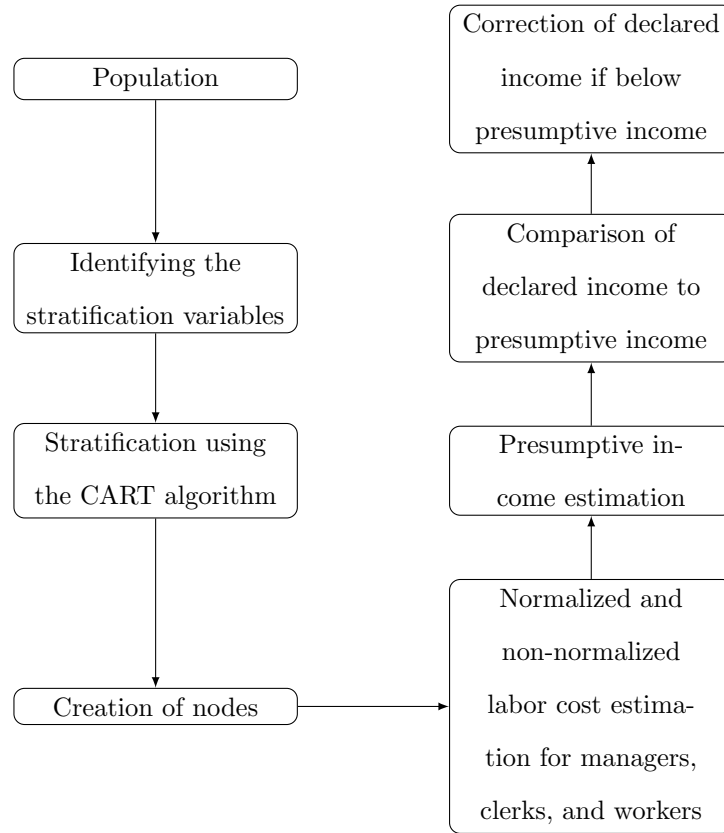 Population
Identifying the
stratification variables
Stratification using
the CART algorithm
Creation of nodes
Normalized and
non-normalized
labor cost estima-
tion for managers,
clerks, and workers
Presumptive in-
come estimation
Comparison of
declared income to
presumptive income
Correction of declared
income if below
presumptive income